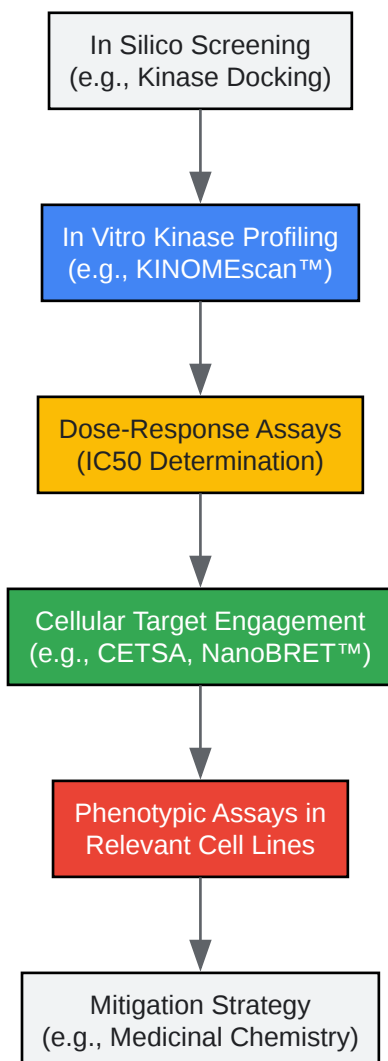 In Silico Screening
(e.g., Kinase Docking)
In Vitro Kinase Profiling
(e.g., KINOMEscan™)
Dose-Response Assays
(IC50 Determination)
Cellular Target Engagement
(e.g., CETSA, NanoBRET™)
Phenotypic Assays in
Relevant Cell Lines
Mitigation Strategy
(e.g., Medicinal Chemistry)